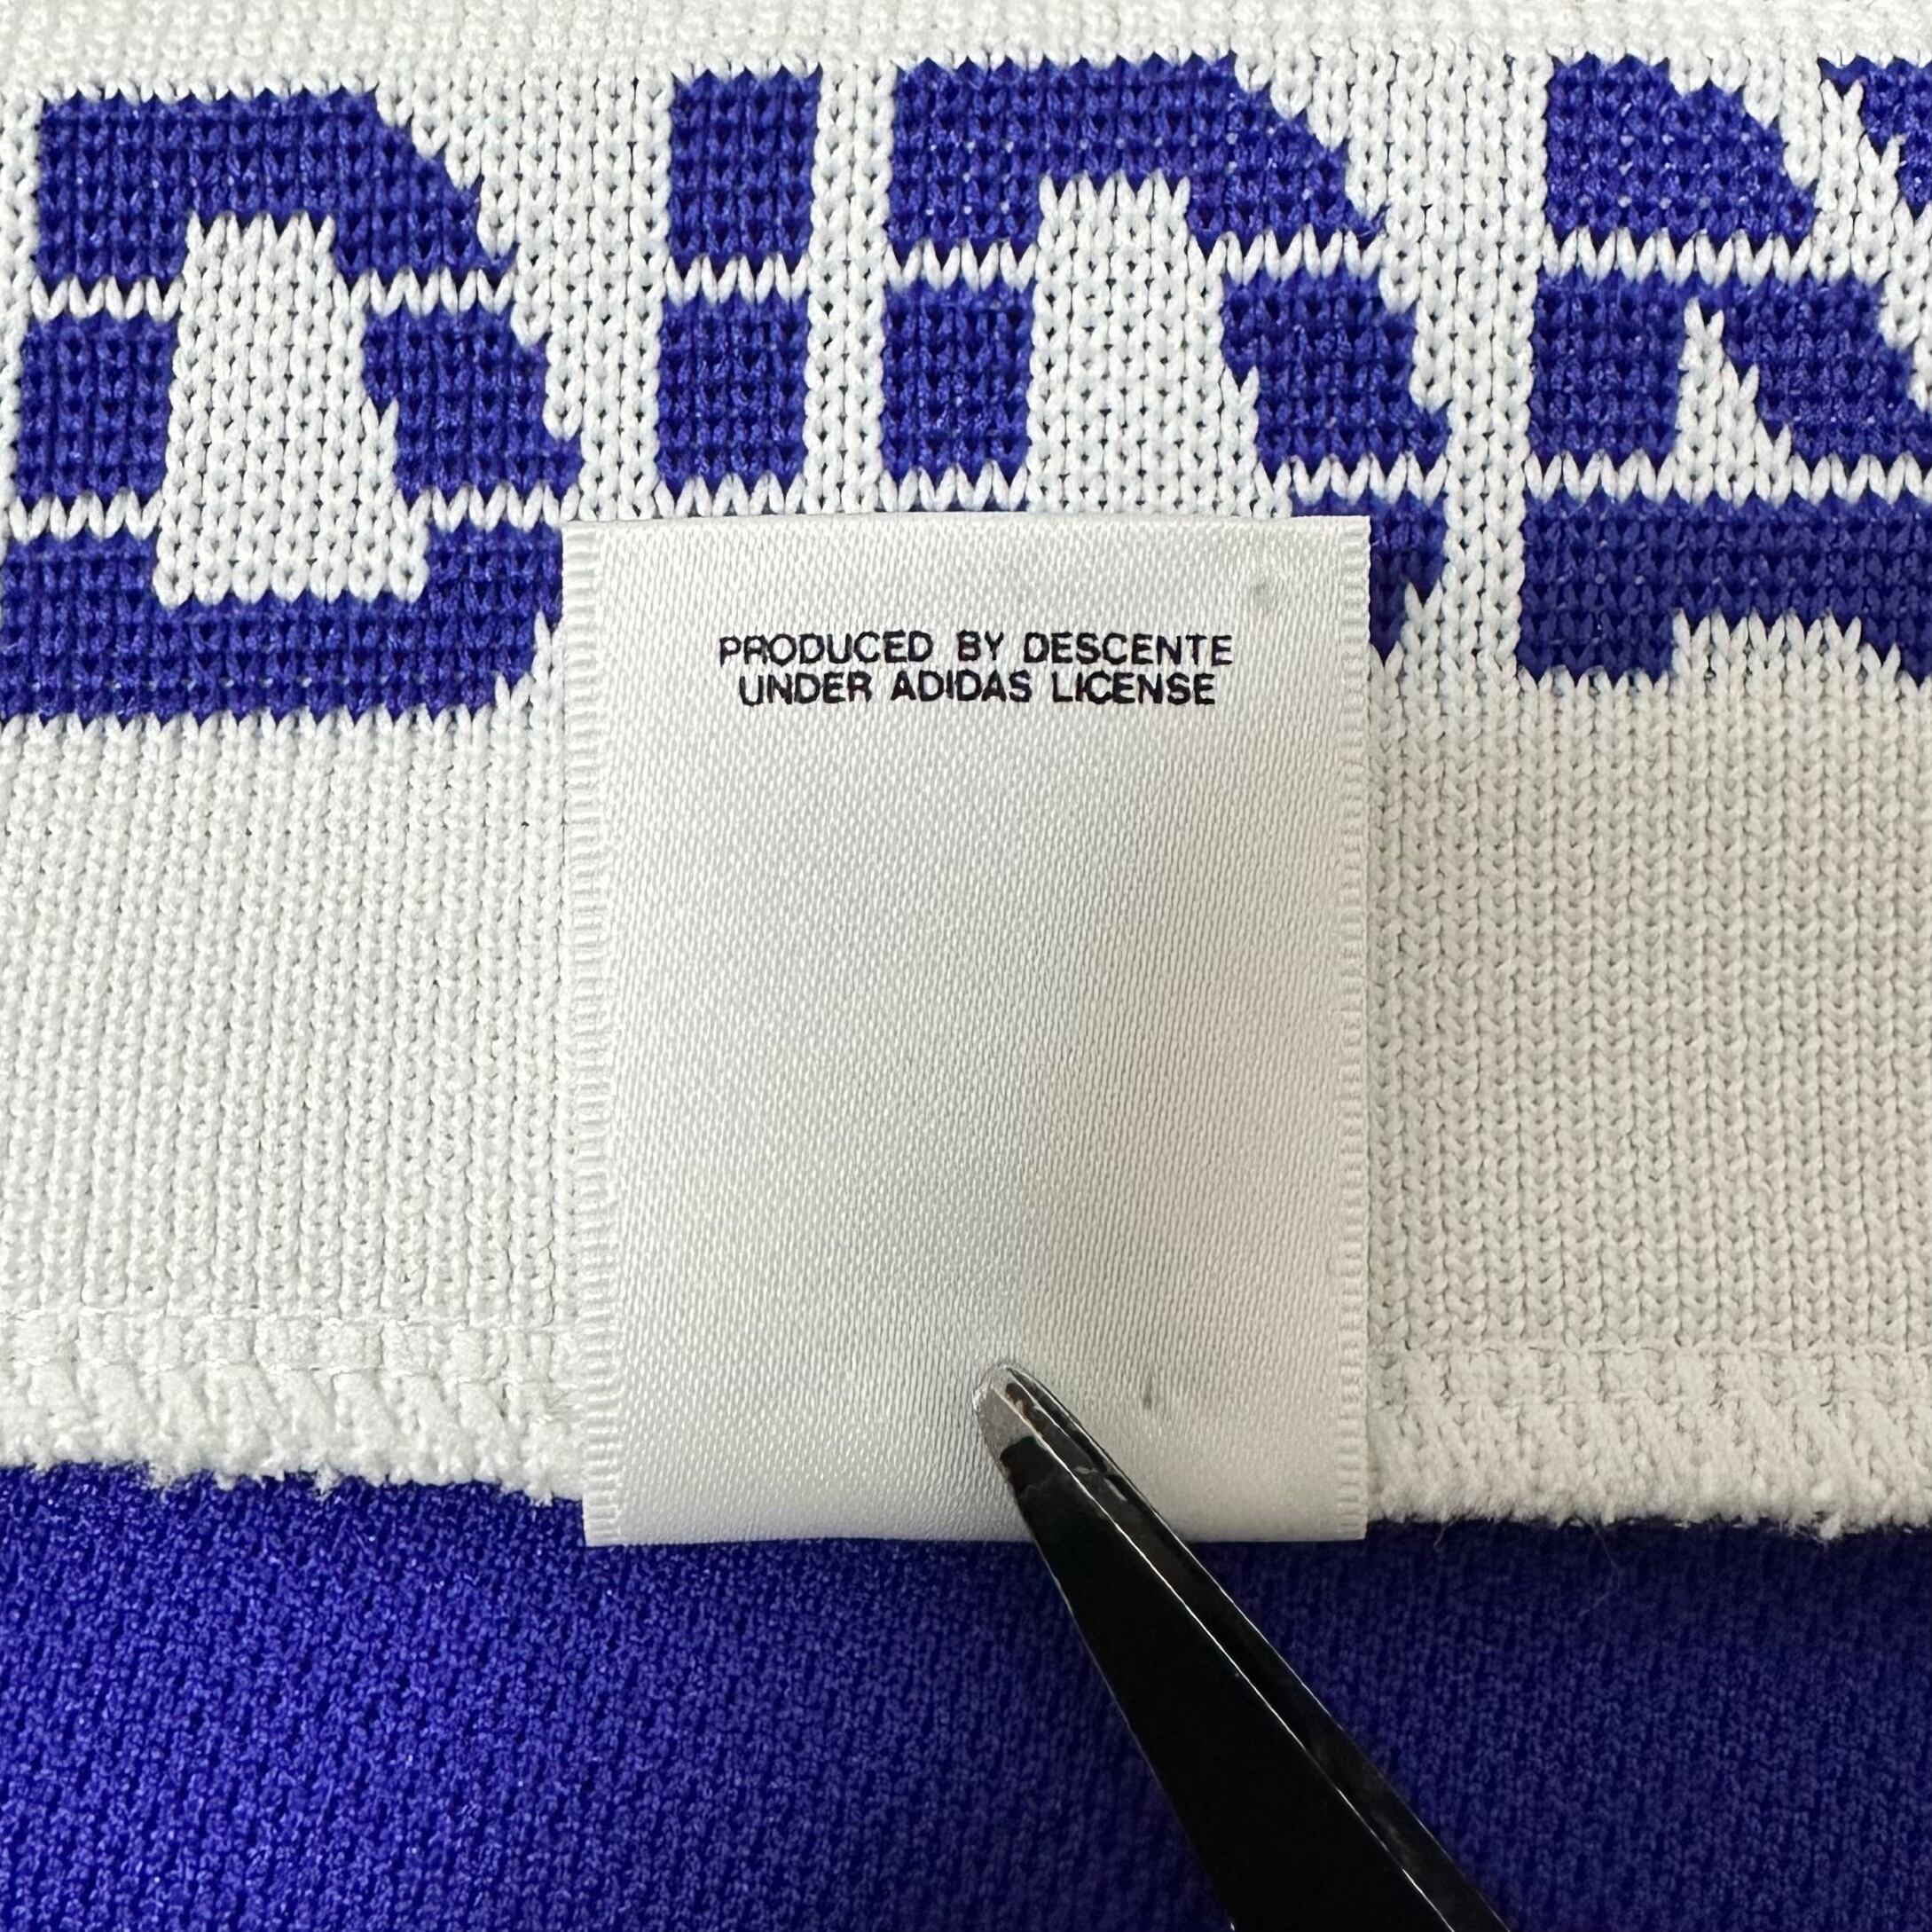 PRODUCED BY DESCENTE
UNDER ADIDAS LICENSE